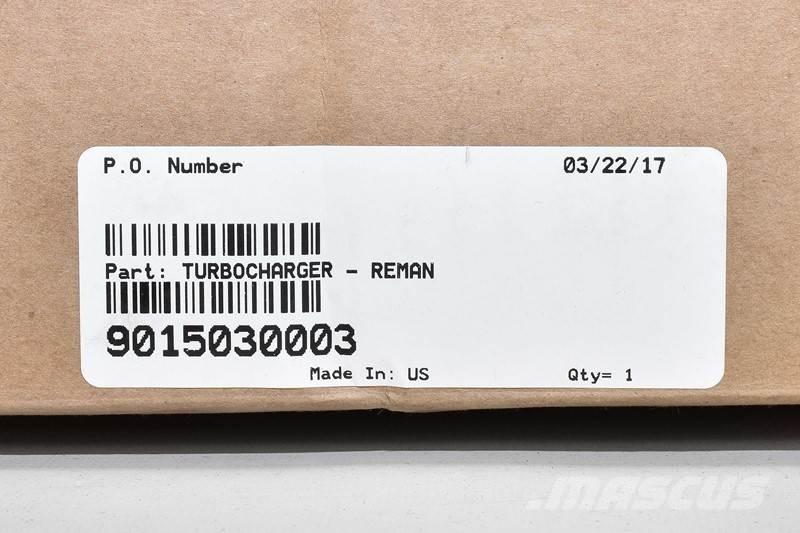 P.O. Number 03/22/17
Part: TURBOCHARGER - REMAN
9015030003
Made In: US Qty= 1
MASCUS